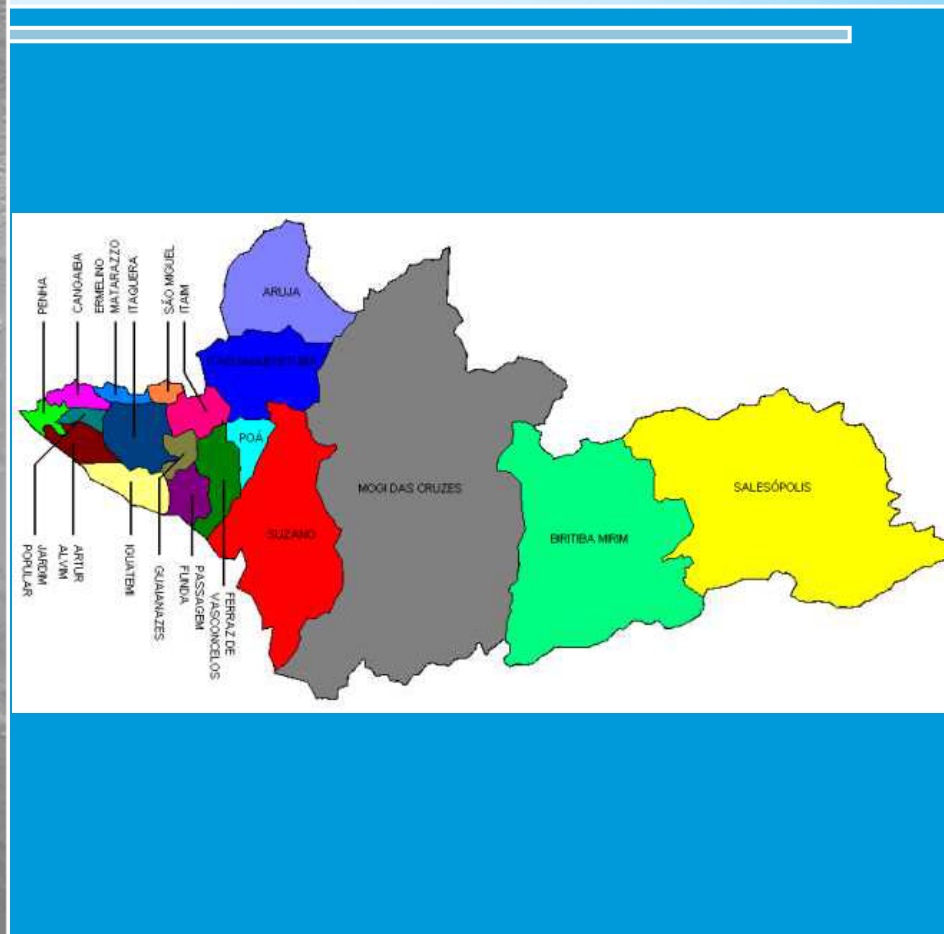 PENHA
CANGAIBA
ERMELINO
MATARAZZO
ITAQUERA
SÃO MIGUEL
ITAIM
ARUJA
POÁ
SUZANO
MOGI DAS CRUZES
BIRITIBA MIRIM
SALESÓPOLIS
JARDIM
POPULAR
ARTUR
ALVIM
IGUATEMI
GUAIANAZES
PASSAGEM
FUNDA
FERRAZ DE
VASCONCELOS